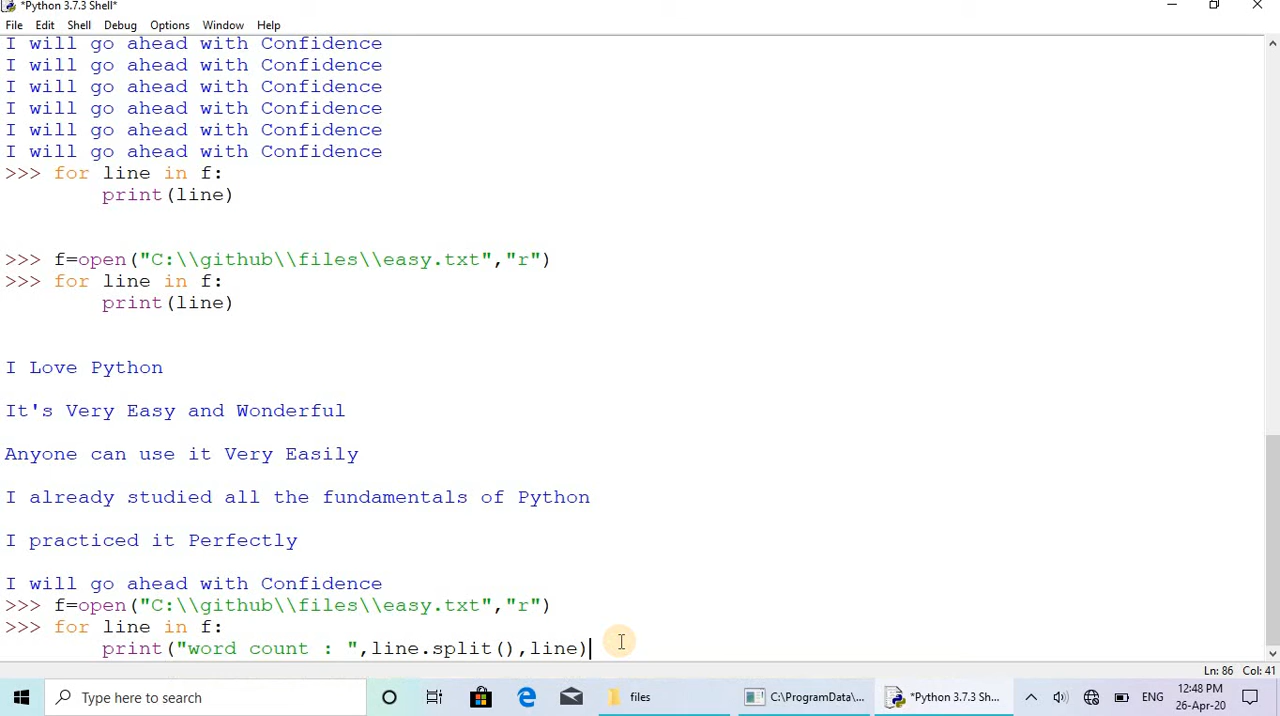 *Python 3.7.3 Shell*
File Edit Shell Debug Options Window Help
I will go ahead with Confidence
I will go ahead with Confidence
I will go ahead with Confidence
I will go ahead with Confidence
I will go ahead with Confidence
I will go ahead with Confidence
>>> for line in f:
print(line)
>>> f=open("C:\\github\\files\\easy.txt","r")
>>> for line in f:
print(line)
I Love Python
It's Very Easy and Wonderful
Anyone can use it Very Easily
I already studied all the fundamentals of Python
I practiced it Perfectly
I will go ahead with Confidence
>>> f=open("C:\\github\\files\\easy.txt","r")
>>> for line in f:
print("word count : ",line.split(),line)
Ln: 86 Col: 41
Type here to search
files
C:\ProgramData\...
*Python 3.7.3 Sh...
ENG
12:48 PM
26-Apr-20